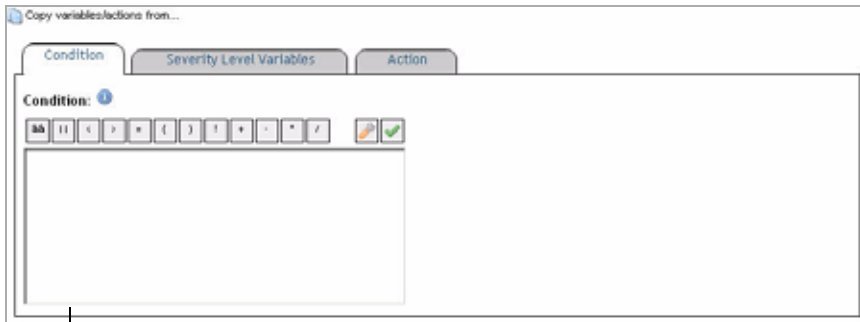 Copy variables/actions from...
Condition Severity Level Variables Action
Condition: i
&& || < > = ( ) ! + - * /